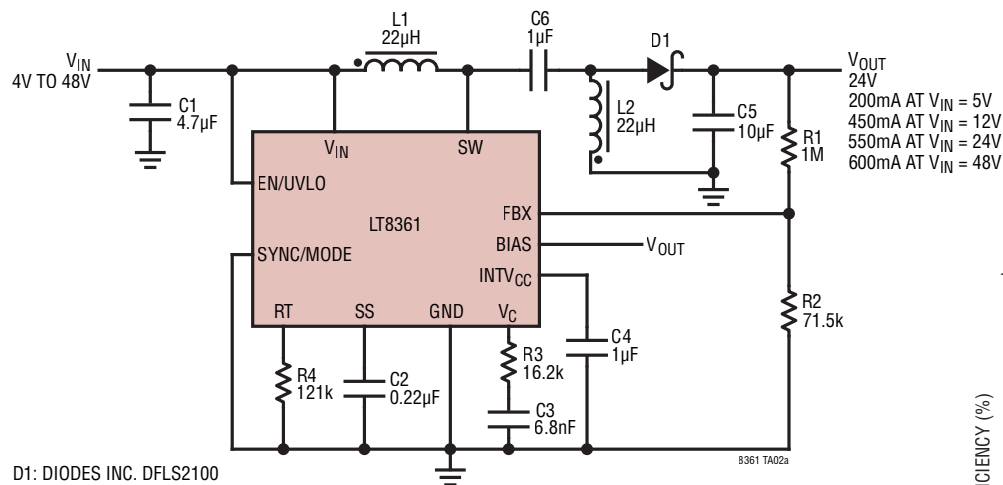 L1
22µH
C6
1µF
D1
V_IN
4V TO 48V
V_OUT
24V
200mA AT V_IN = 5V
450mA AT V_IN = 12V
550mA AT V_IN = 24V
600mA AT V_IN = 48V
C1
4.7µF
L2
22µH
C5
10µF
R1
1M
V_IN
SW
EN/UVLO
LT8361
FBX
SYNC/MODE
BIAS
V_OUT
INTV_CC
RT
SS
GND
V_C
R2
71.5k
R4
121k
C2
0.22µF
R3
16.2k
C4
1µF
C3
6.8nF
8361 TA02a
D1: DIODES INC. DFLS2100